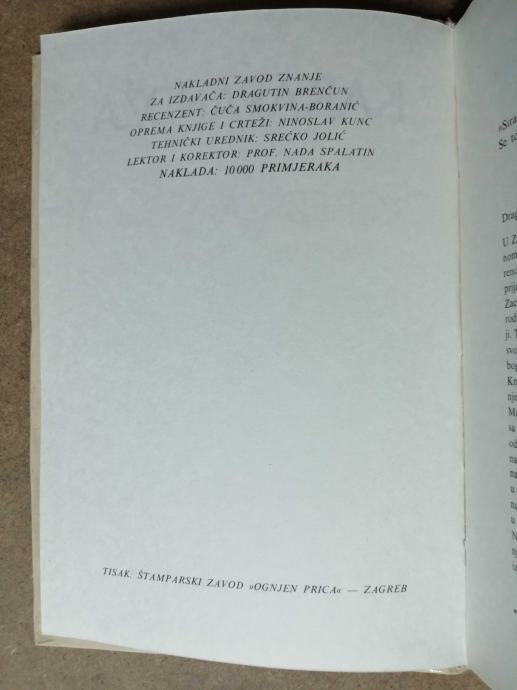 NAKLADNI ZAVOD ZNANJE
ZA IZDAVAČA: DRAGUTIN BRENČUN
RECENZENT: ČUČA SMOKVINA-BORANIĆ
OPREMA KNJIGE I CRTEŽI: NINOSLAV KUNC
TEHNIČKI UREDNIK: SREĆKO JOLIĆ
LEKTOR I KOREKTOR: PROF. NADA SPALATIN
NAKLADA: 10 000 PRIMJERAKA
TISAK: ŠTAMPARSKI ZAVOD »OGNJEN PRICA« — ZAGREB